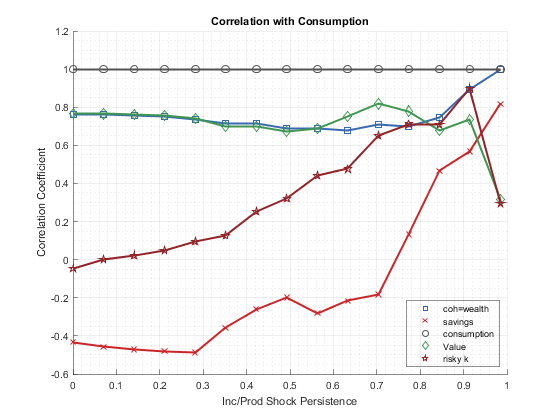 Correlation with Consumption
1.2
1
0.8
0.6
0.4
0.2
0
-0.2
-0.4
-0.6
Correlation Coefficient
0 0.1 0.2 0.3 0.4 0.5 0.6 0.7 0.8 0.9 1
Inc/Prod Shock Persistence
coh=wealth
savings
consumption
Value
risky k